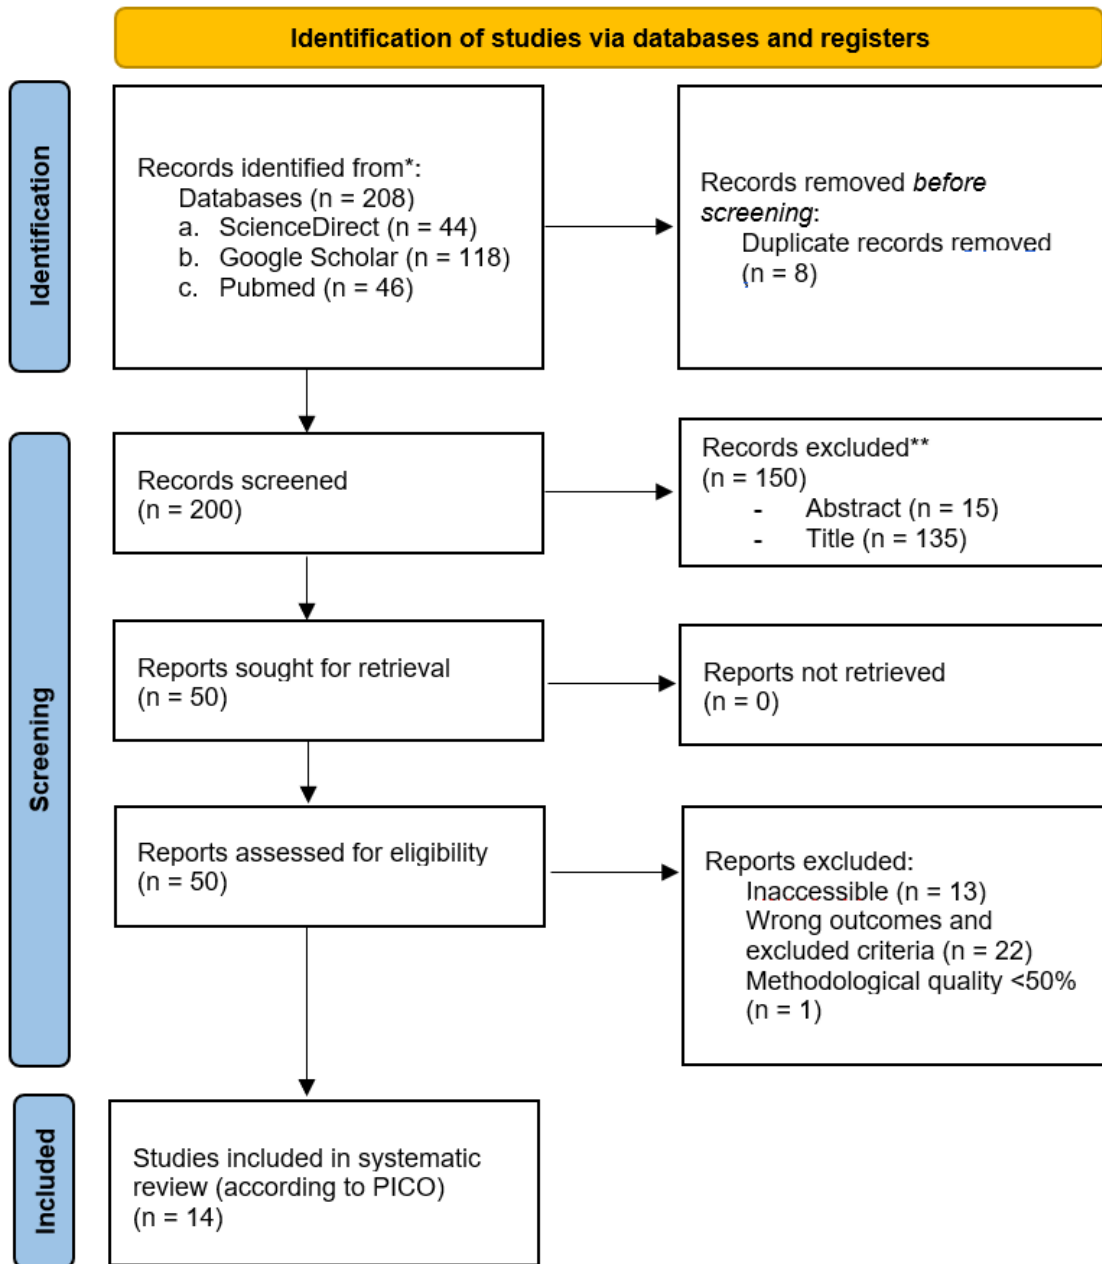 Identification of studies via databases and registers
Identification
Records identified from*:
Databases (n = 208)
a. ScienceDirect (n = 44)
b. Google Scholar (n = 118)
c. Pubmed (n = 46)
Records removed before
screening:
Duplicate records removed
(n = 8)
Screening
Records screened
(n = 200)
Records excluded**
(n = 150)
- Abstract (n = 15)
- Title (n = 135)
Reports sought for retrieval
(n = 50)
Reports not retrieved
(n = 0)
Reports assessed for eligibility
(n = 50)
Reports excluded:
Inaccessible (n = 13)
Wrong outcomes and
excluded criteria (n = 22)
Methodological quality <50%
(n = 1)
Included
Studies included in systematic
review (according to PICO)
(n = 14)